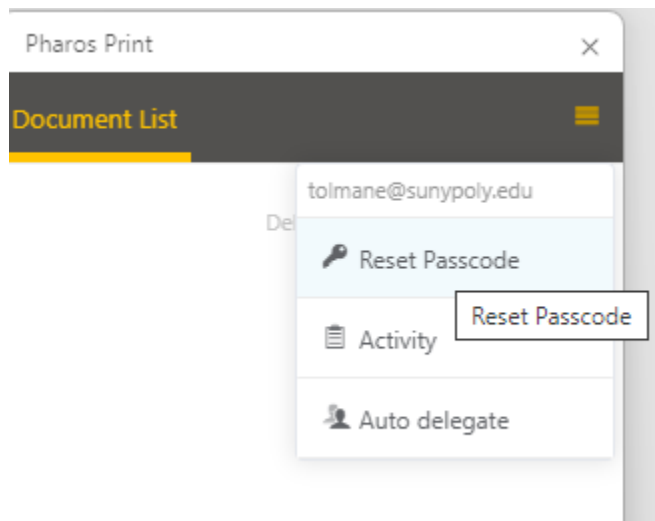 Pharos Print
Document List
tolmane@sunypoly.edu
Reset Passcode
Reset Passcode
Activity
Auto delegate